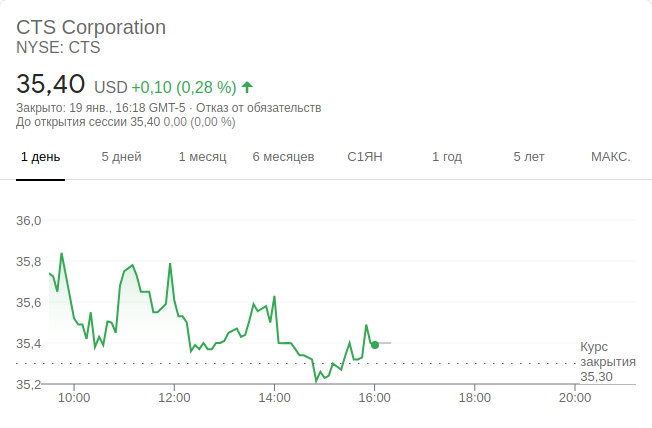 CTS Corporation
NYSE: CTS
35,40 USD +0,10 (0,28 %)
Закрыто: 19 янв., 16:18 GMT-5 · Отказ от обязательств
До открытия сессии 35,40 0,00 (0,00 %)
1 день 5 дней 1 месяц 6 месяцев С1ЯН 1 год 5 лет МАКС.
36,0
35,8
35,6
35,4
Курс
закрытия
35,30
35,2
10:00 12:00 14:00 16:00 18:00 20:00